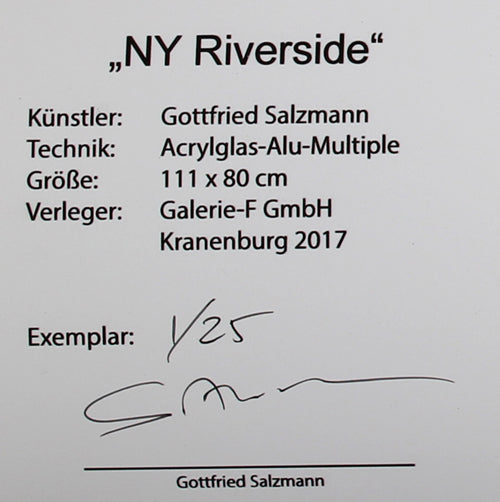 „NY Riverside“
Künstler: Gottfried Salzmann
Technik: Acrylglas-Alu-Multiple
Größe: 111 x 80 cm
Verleger: Galerie-F GmbH
Kranenburg 2017
Exemplar: 1/25
Gottfried Salzmann